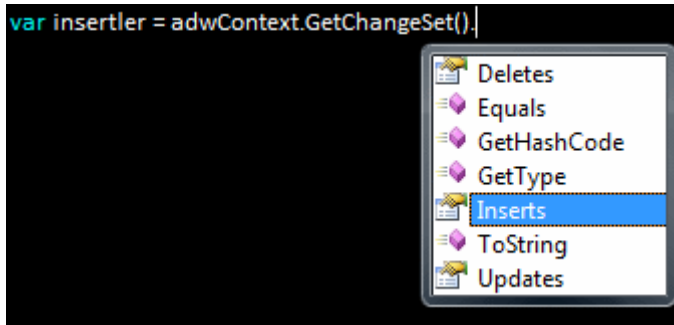 var insertler = adwContext.GetChangeSet().
Deletes
Equals
GetHashCode
GetType
Inserts
ToString
Updates